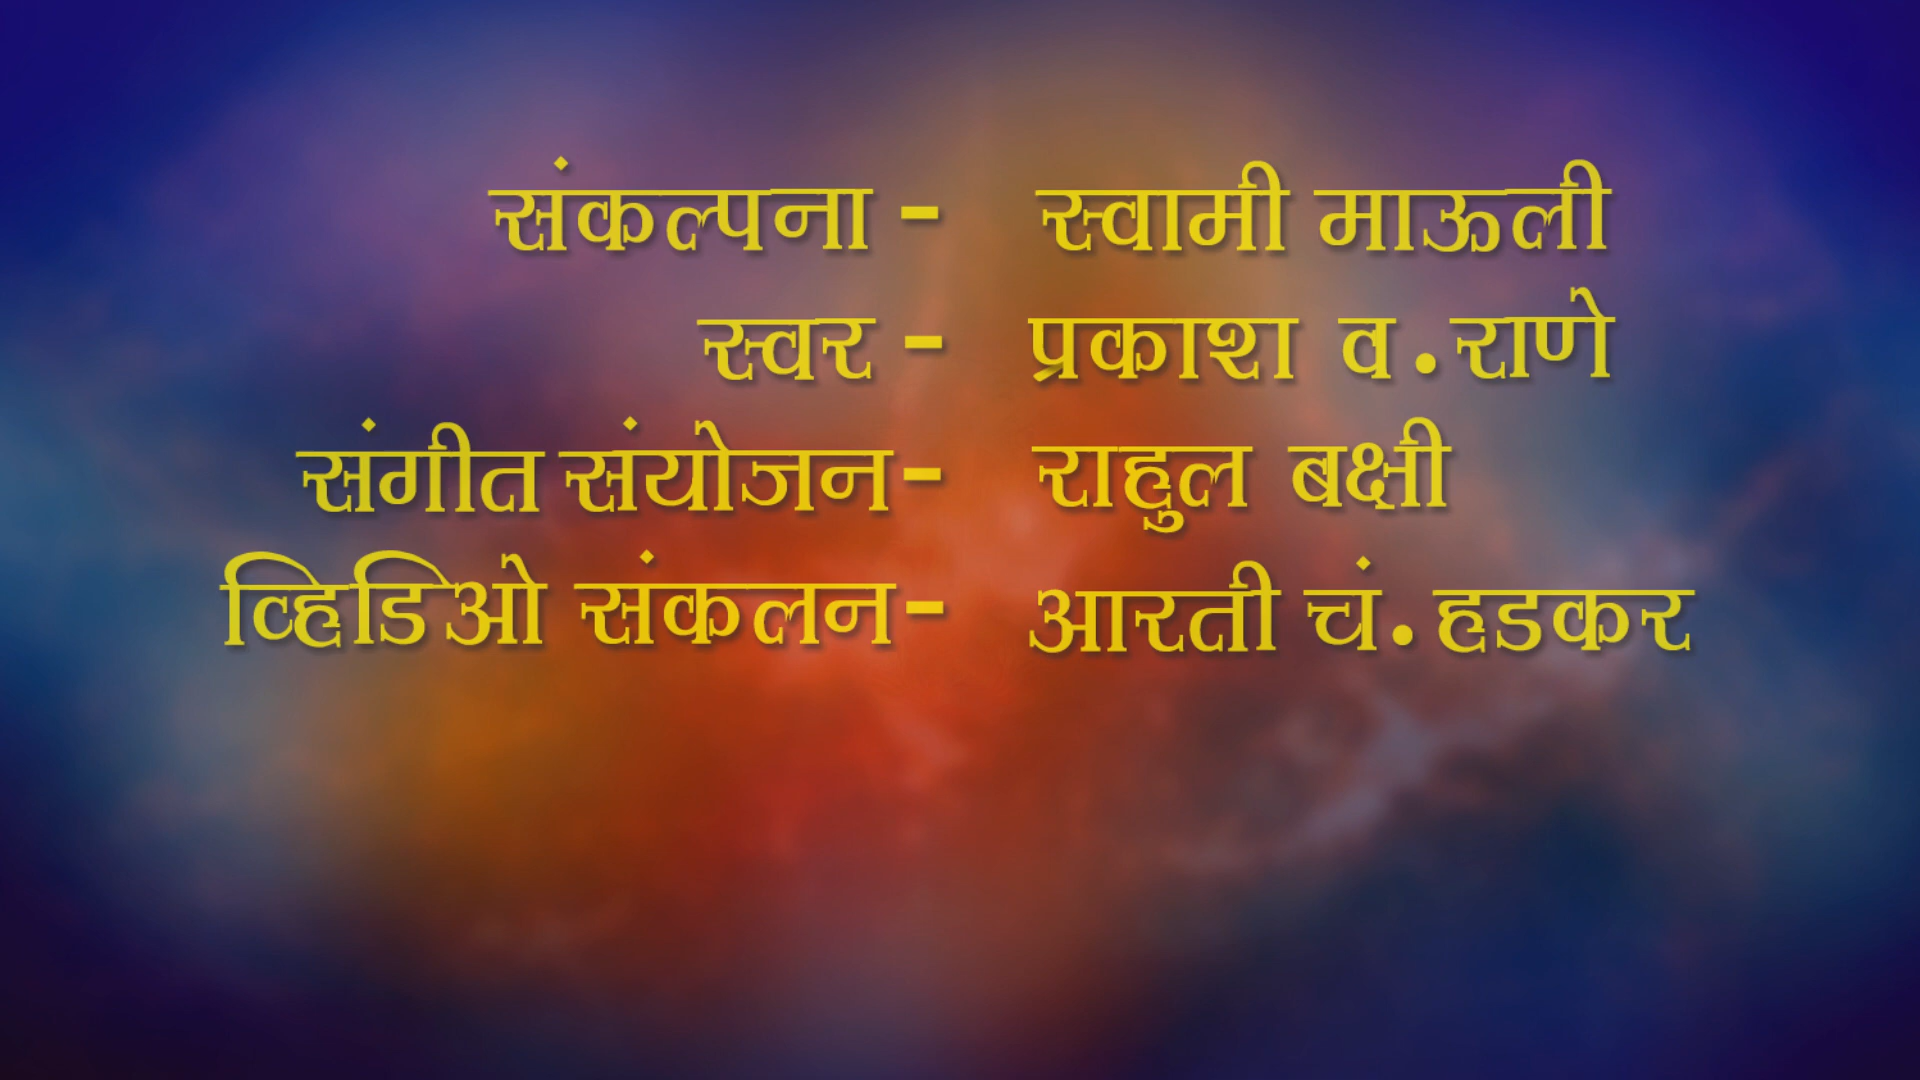 संकल्पना - स्वामी माऊली
स्वर - प्रकाश व . राणे
संगीत संयोजन- राहुल बक्षी
व्हिडिओ संकलन- आरती चं. हडकर